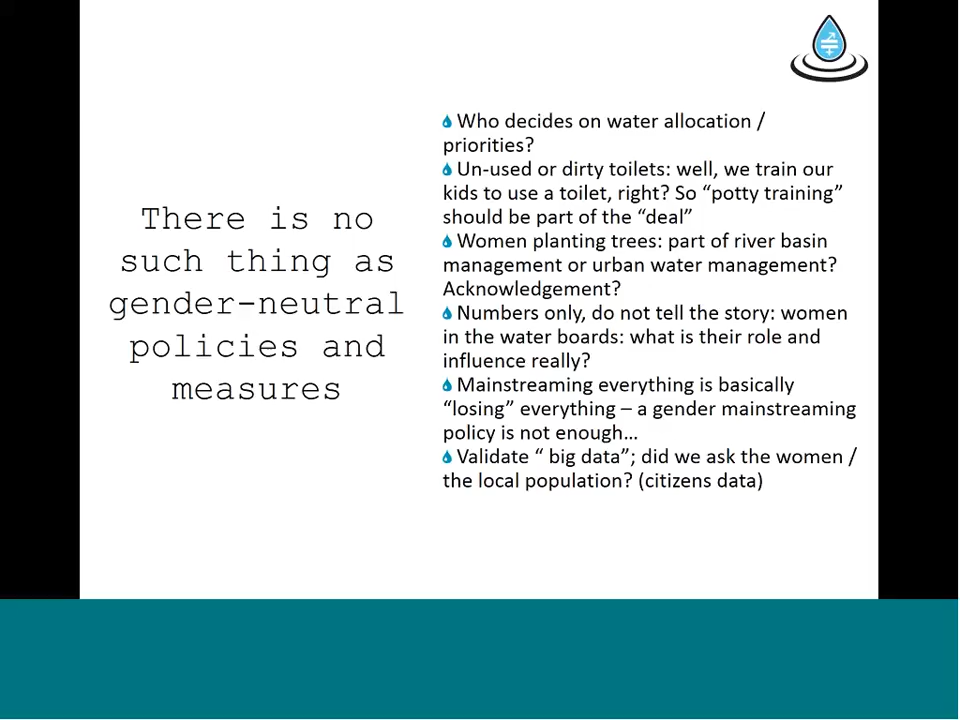 There is no
such thing as
gender-neutral
policies and
measures
Who decides on water allocation /
priorities?
Un-used or dirty toilets: well, we train our
kids to use a toilet, right? So “potty training”
should be part of the “deal”
Women planting trees: part of river basin
management or urban water management?
Acknowledgement?
Numbers only, do not tell the story: women
in the water boards: what is their role and
influence really?
Mainstreaming everything is basically
“losing” everything – a gender mainstreaming
policy is not enough…
Validate “ big data”; did we ask the women /
the local population? (citizens data)